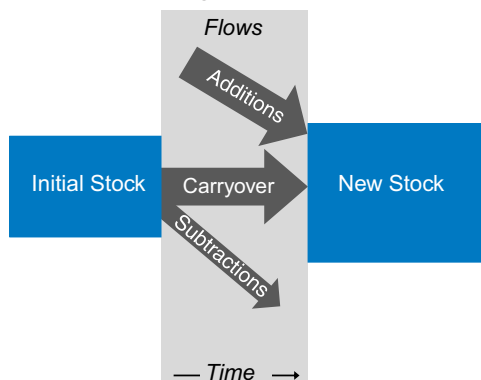 Flows
Additions
Initial Stock
Carryover
New Stock
Subtractions
Time